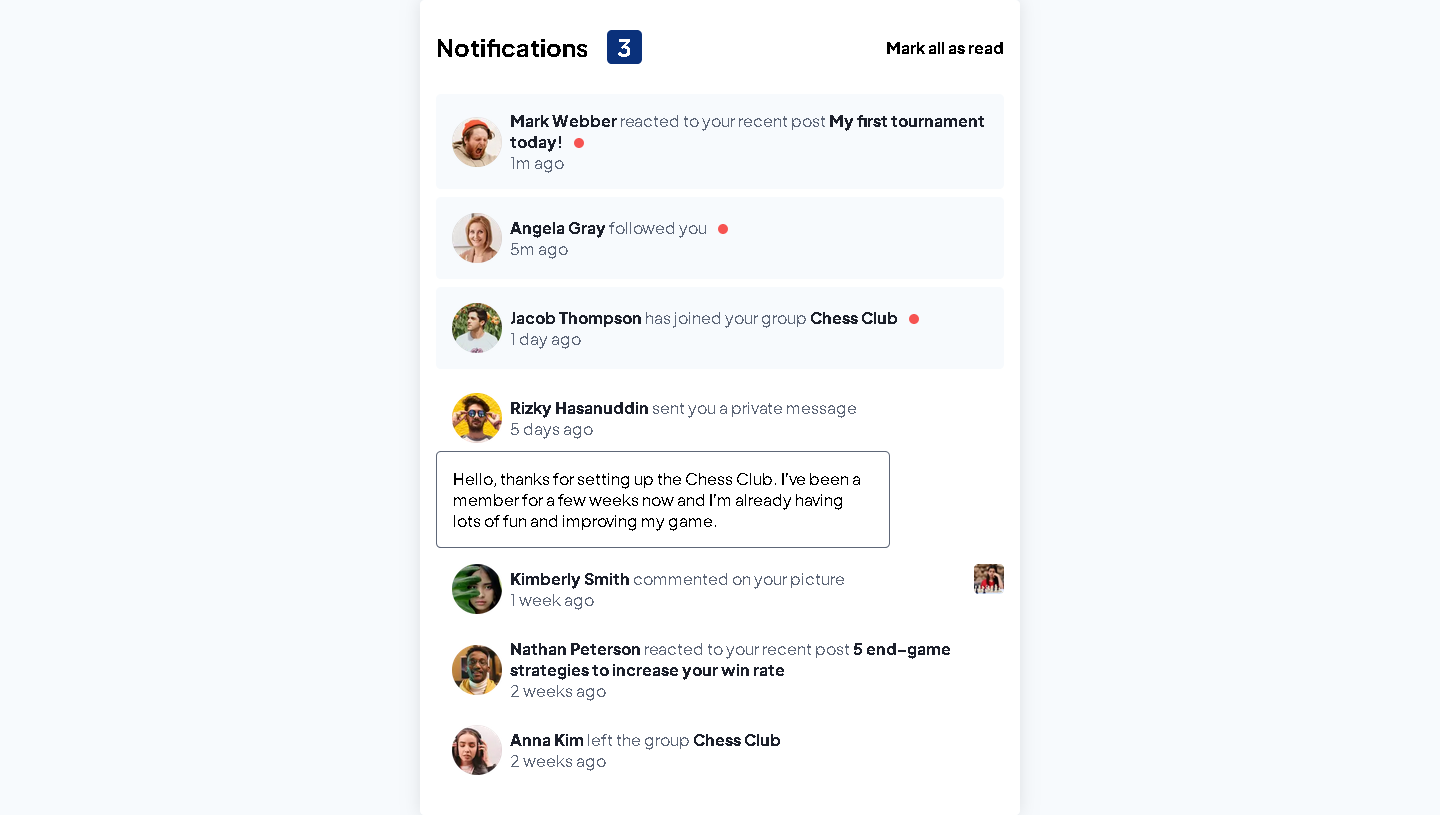 Notifications 3 Mark all as read
Mark Webber reacted to your recent post My first tournament
today!
1m ago
Angela Gray followed you
5m ago
Jacob Thompson has joined your group Chess Club
1 day ago
Rizky Hasanuddin sent you a private message
5 days ago
Hello, thanks for setting up the Chess Club. I've been a
member for a few weeks now and I'm already having
lots of fun and improving my game.
Kimberly Smith commented on your picture
1 week ago
Nathan Peterson reacted to your recent post 5 end-game
strategies to increase your win rate
2 weeks ago
Anna Kim left the group Chess Club
2 weeks ago